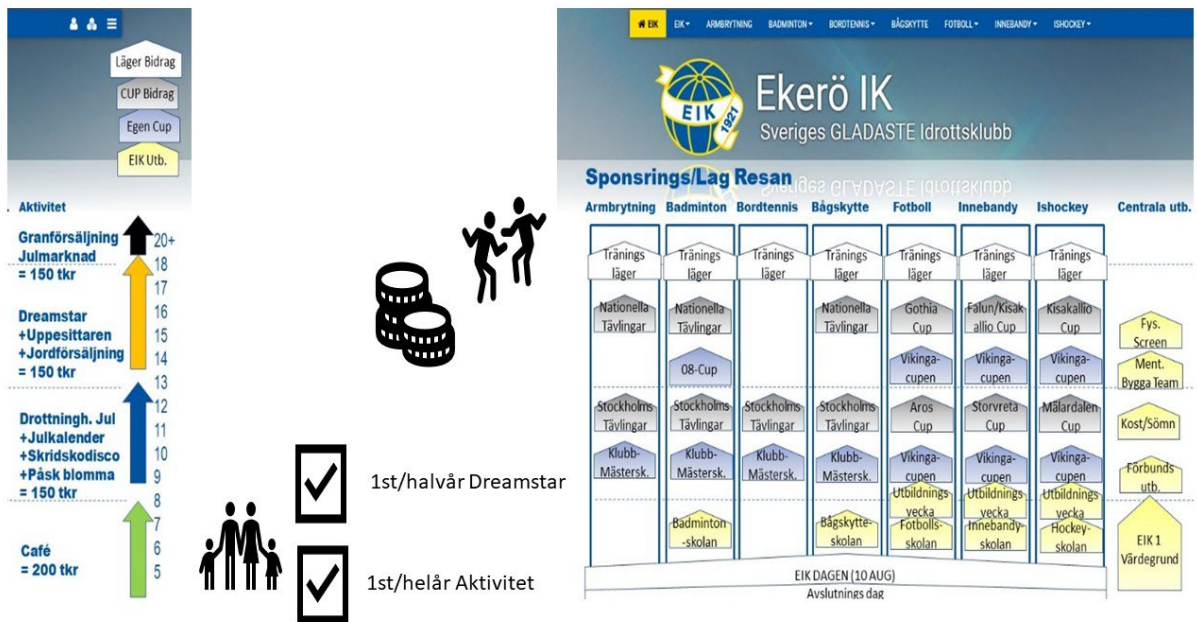 Läger Bidrag
CUP Bidrag
Egen Cup
EIK Utb.
. Aktivitet
Granförsäljning
Julmarknad
= 150 tkr
Dreamstar
+Uppesittaren
+Jordförsäljning
= 150 tkr
Drottningh. Jul
+Julkalender
+Skridskodisco
+Påsk blomma
= 150 tkr
Café
= 200 tkr
20+
18
17
16
15
14
13
12
11
10
9
8
7
6
5
1st/halvår Dreamstar
1st/helår Aktivitet
EIK EIK ARMBRYTNING BADMINTON BORDTENNIS BÅGSKYTTE FOTBOLL INNEBANDY ISHOCKEY
EIK 1921
Ekerö IK
Sveriges GLADASTE Idrottsklubb
Sponsrings/Lag Resan
Sveriges GLADASTE Idrottsklubb
Armbrytning Badminton Bordtennis Bågskytte Fotboll Innebandy Ishockey Centrala utb.
Tränings Tränings Tränings Tränings Tränings Tränings Tränings
läger läger läger läger läger läger läger
Nationella Nationella Nationella Gothia Falun/Kisak Kisakallio
Tävlingar Tävlingar Tävlingar Cup allio Cup Cup
Fys.
Screen
08-Cup Vikinga- Vikinga- Vikinga-
cupen cupen cupen
Ment.
Bygga Team
Stockholms Stockholms Stockholms Stockholms Aros Storvreta Mälardalen
Tävlingar Tävlingar Tävlingar Tävlingar Cup Cup Cup
Kost/Sömn
Klubb- Klubb- Klubb- Klubb- Vikinga- Vikinga- Vikinga-
Mästersk. Mästersk. Mästersk. Mästersk. cupen cupen cupen
Förbunds
utb.
Utbildnings Utbildnings Utbildnings
vecka vecka vecka
Badminton Bågskytte- Fotbolls- Innebandy- Hockey-
-skolan skolan skolan skolan skolan
EIK 1
Värdegrund
EIK DAGEN (10 AUG)
Avslutnings dag